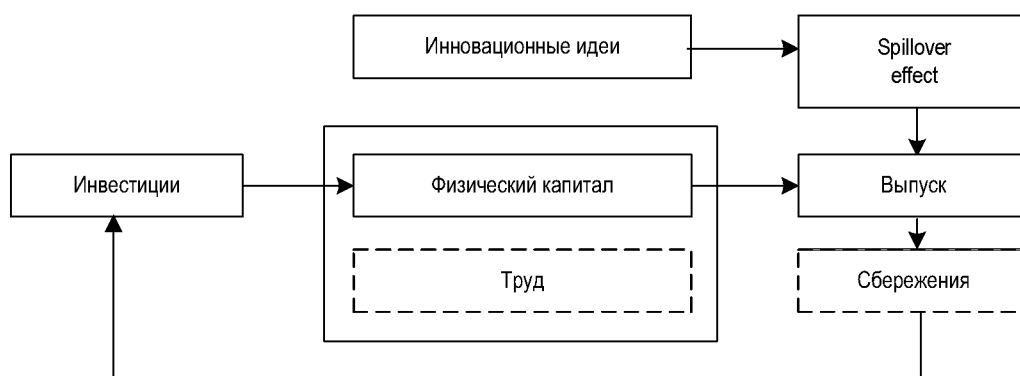 Инновационные идеи
Spillover
effect
Инвестиции
Физический капитал
Выпуск
Труд
Сбережения